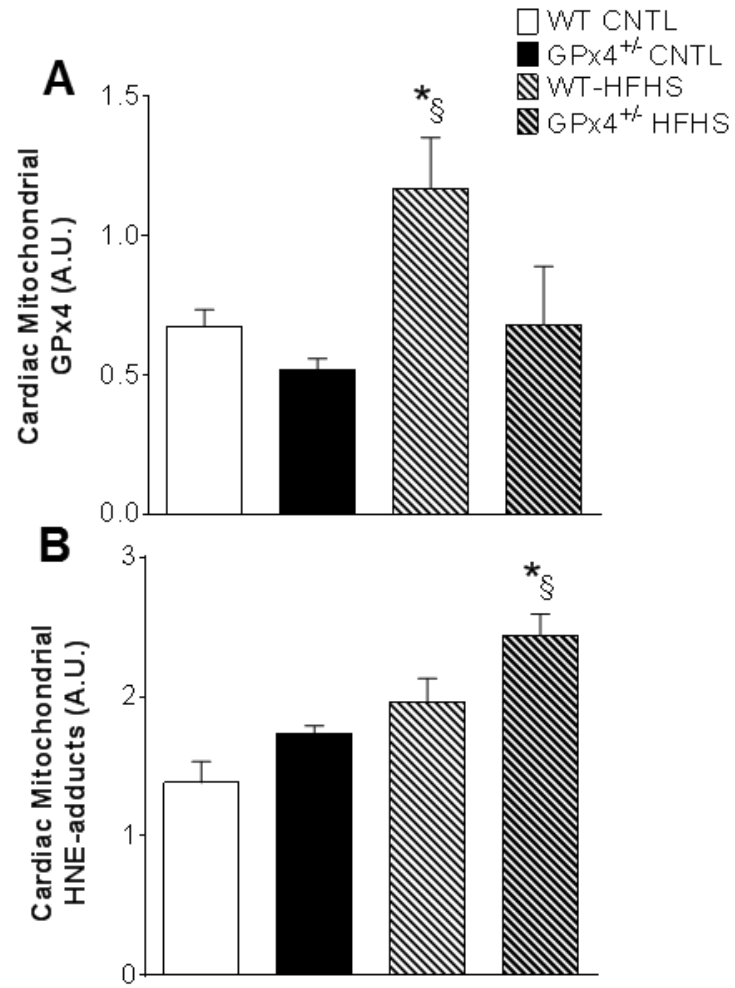 WT CNTL
GPx4+/- CNTL
WT-HFHS
GPx4+/- HFHS
A
Cardiac Mitochondrial
GPx4 (A.U.)
1.5
1.0
0.5
0.0
*§
B
Cardiac Mitochondrial
HNE-adducts (A.U.)
3
2
1
0
*§